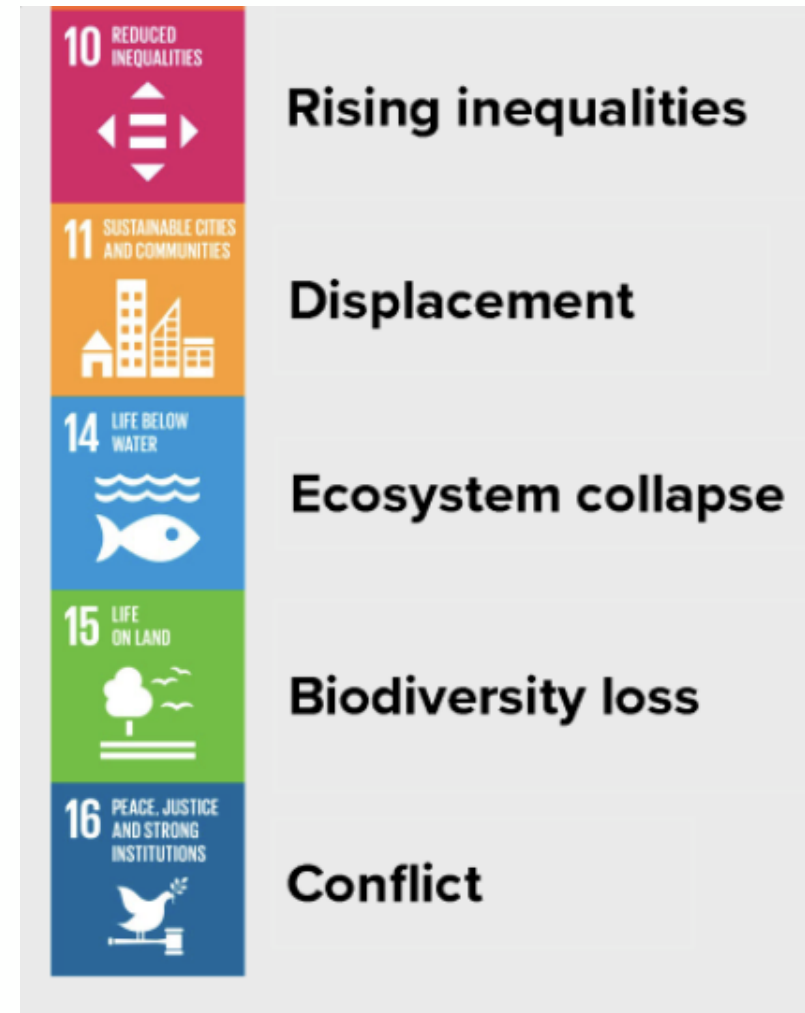 10 REDUCED
INEQUALITIES
Rising inequalities
11 SUSTAINABLE CITIES
AND COMMUNITIES
Displacement
14 LIFE BELOW
WATER
Ecosystem collapse
15 LIFE
ON LAND
Biodiversity loss
16 PEACE, JUSTICE
AND STRONG
INSTITUTIONS
Conflict